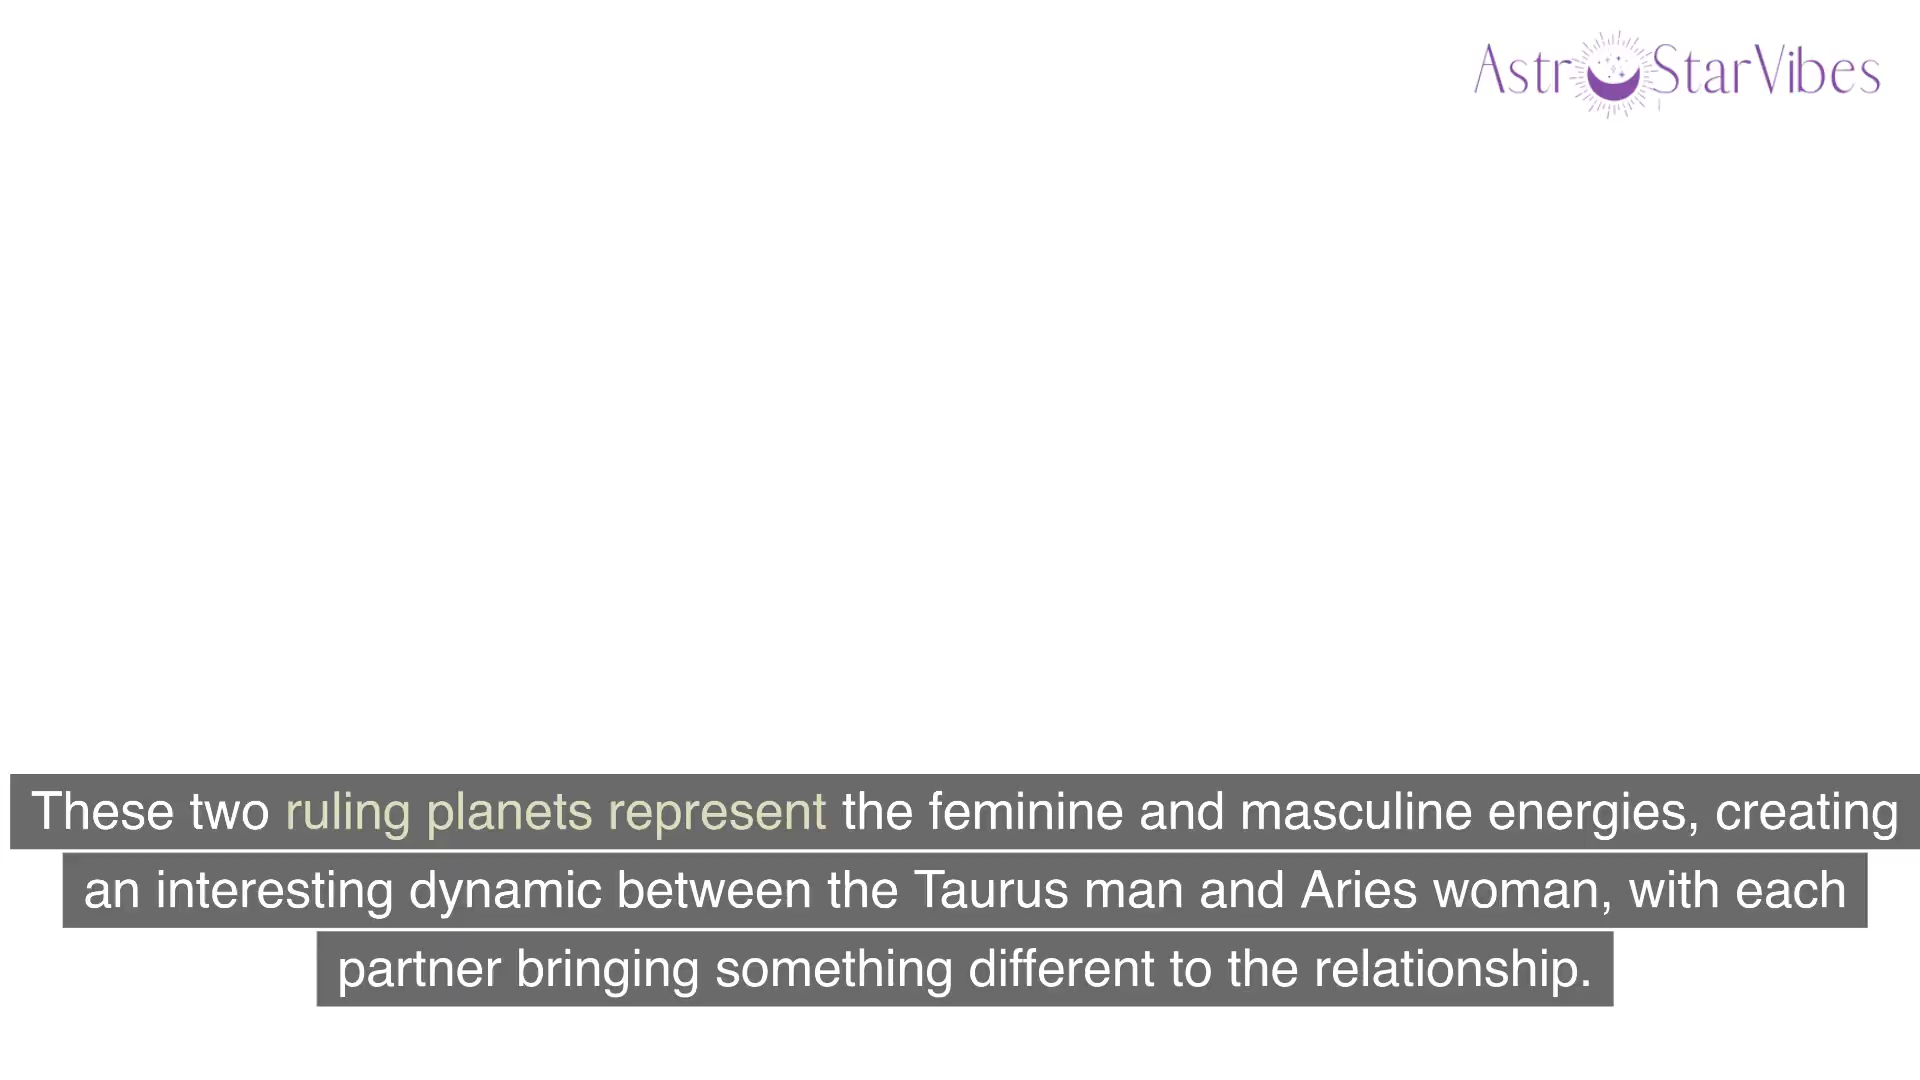 AstroStarVibes
These two ruling planets represent the feminine and masculine energies, creating
an interesting dynamic between the Taurus man and Aries woman, with each
partner bringing something different to the relationship.